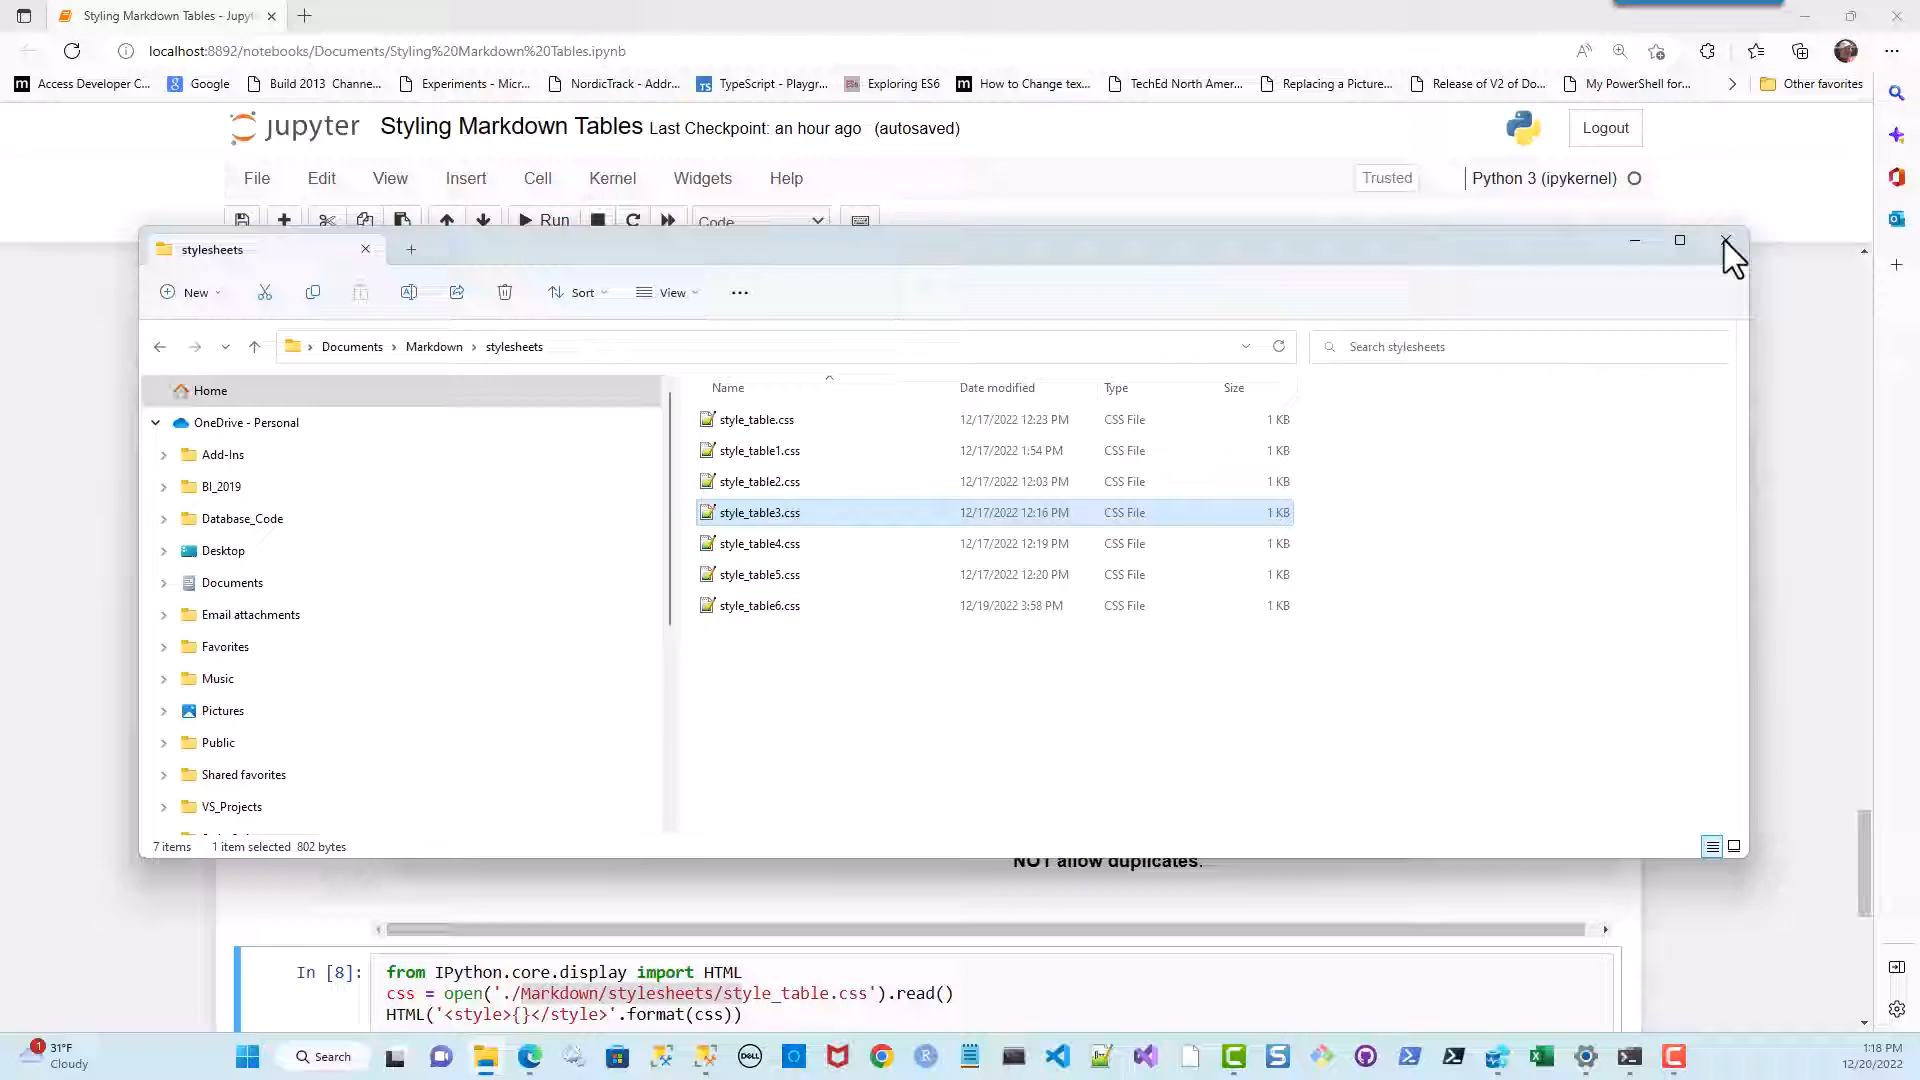 Styling Markdown Tables - Jupyt
localhost:8892/notebooks/Documents/Styling%20Markdown%20Tables.ipynb
Access Developer C...
Google
Build 2013 Channe...
Experiments - Micr...
NordicTrack - Addr...
TypeScript - Playgr...
Exploring ES6
How to Change tex...
TechEd North Amer...
Replacing a Picture...
Release of V2 of Do...
My PowerShell for...
Other favorites
jupyter Styling Markdown Tables Last Checkpoint: an hour ago (autosaved)
Logout
File Edit View Insert Cell Kernel Widgets Help
Trusted
Python 3 (ipykernel)
Run
Code
stylesheets
New
Sort
View
Documents > Markdown > stylesheets
Search stylesheets
Home
OneDrive - Personal
Add-Ins
BI_2019
Database_Code
Desktop
Documents
Email attachments
Favorites
Music
Pictures
Public
Shared favorites
VS_Projects
Name Date modified Type Size
style_table.css 12/17/2022 12:23 PM CSS File 1 KB
style_table1.css 12/17/2022 1:54 PM CSS File 1 KB
style_table2.css 12/17/2022 12:03 PM CSS File 1 KB
style_table3.css 12/17/2022 12:16 PM CSS File 1 KB
style_table4.css 12/17/2022 12:19 PM CSS File 1 KB
style_table5.css 12/17/2022 12:20 PM CSS File 1 KB
style_table6.css 12/19/2022 3:58 PM CSS File 1 KB
7 items 1 item selected 802 bytes
NOT allow duplicates.
In [8]:
from IPython.core.display import HTML
css = open('./Markdown/stylesheets/style_table.css').read()
HTML('<style>{}</style>'.format(css))
1
31°F
Cloudy
Search
DELL
1:18 PM
12/20/2022